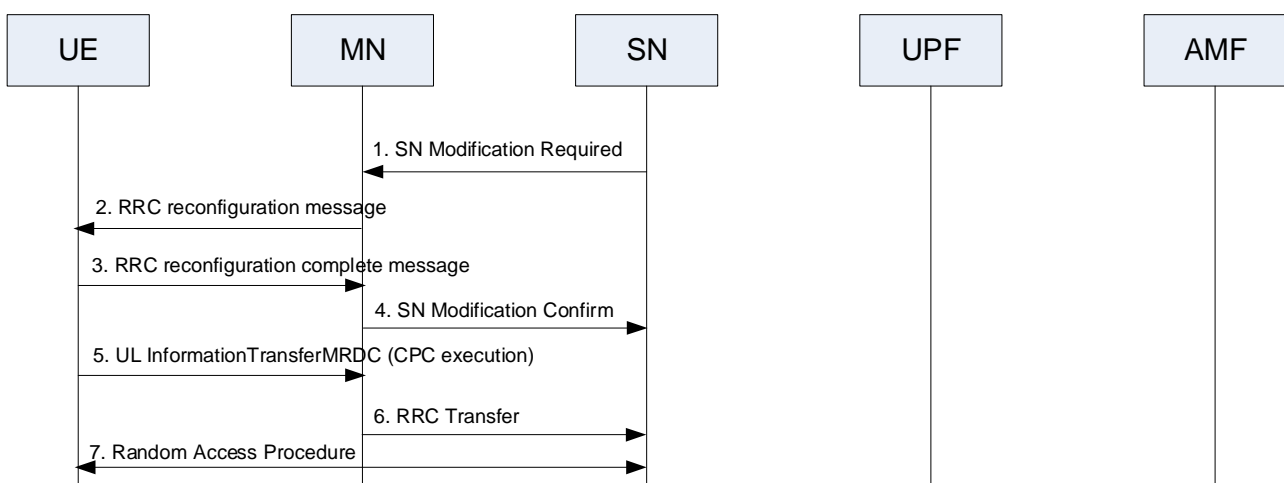 UE
MN
SN
UPF
AMF
1. SN Modification Required
2. RRC reconfiguration message
3. RRC reconfiguration complete message
4. SN Modification Confirm
5. UL InformationTransferMRDC (CPC execution)
6. RRC Transfer
7. Random Access Procedure